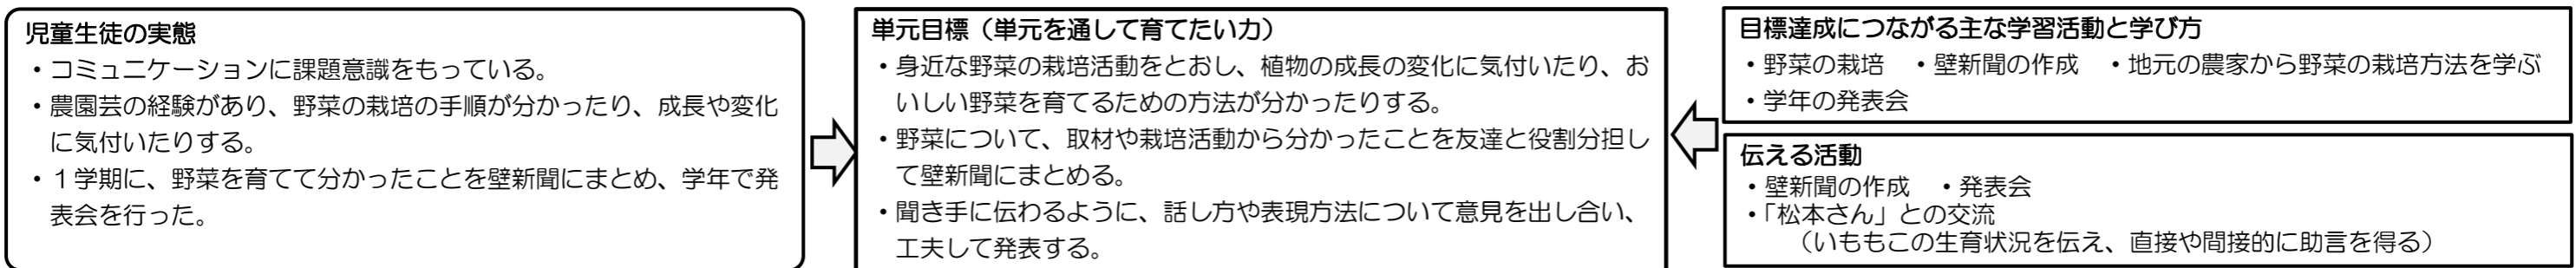 児童生徒の実態
・コミュニケーションに課題意識をもっている。
・農園芸の経験があり、野菜の栽培の手順が分かったり、成長や変化
に気付いたりする。
・１学期に、野菜を育てて分かったことを壁新聞にまとめ、学年で発
表会を行った。
単元目標（単元を通して育てたい力）
・身近な野菜の栽培活動をとおし、植物の成長の変化に気付いたり、お
いしい野菜を育てるための方法が分かったりする。
・野菜について、取材や栽培活動から分かったことを友達と役割分担し
て壁新聞にまとめる。
・聞き手に伝わるように、話し方や表現方法について意見を出し合い、
工夫して発表する。
目標達成につながる主な学習活動と学び方
・野菜の栽培　・壁新聞の作成　・地元の農家から野菜の栽培方法を学ぶ
・学年の発表会
伝える活動
・壁新聞の作成　・発表会
・「松本さん」との交流
（いももこの生育状況を伝え、直接や間接的に助言を得る）